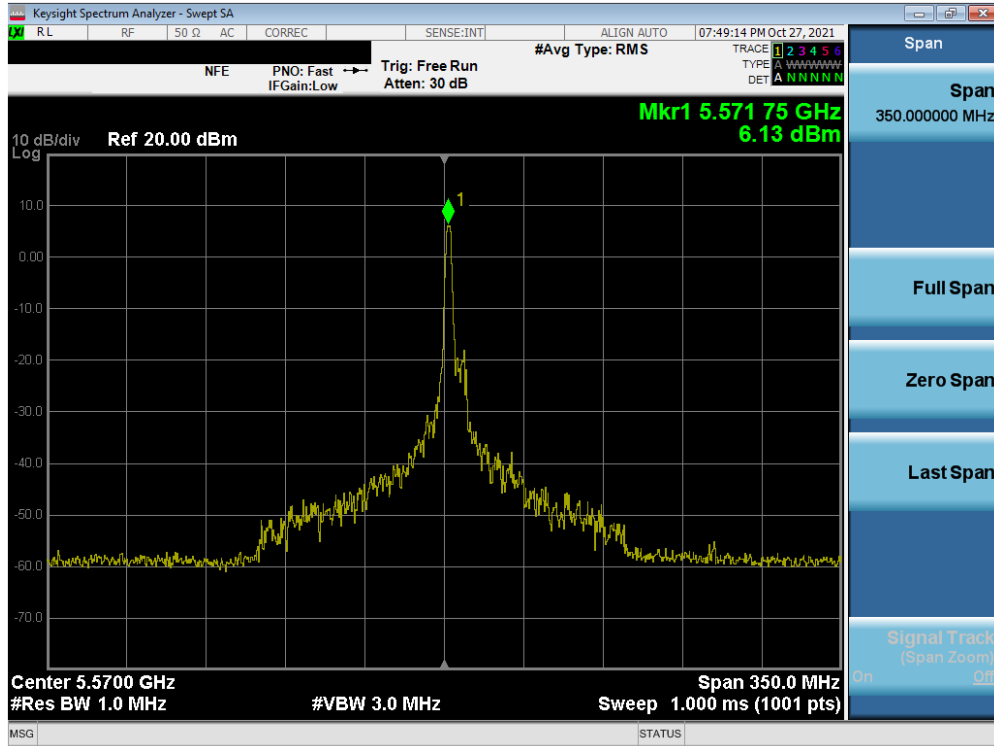 Keysight Spectrum Analyzer - Swept SA
LXI RL RF 50 Ω AC CORREC SENSE:INT ALIGN AUTO 07:49:14 PM Oct 27, 2021
NFE PNO: Fast Trig: Free Run #Avg Type: RMS TRACE 1 2 3 4 5 6
IFGain:Low Atten: 30 dB TYPE A WWWWW
DET A N N N N N
Mkr1 5.571 75 GHz
6.13 dBm
10 dB/div Ref 20.00 dBm
Log
1
10.0
0.00
-10.0
-20.0
-30.0
-40.0
-50.0
-60.0
-70.0
Center 5.5700 GHz Span 350.0 MHz
#Res BW 1.0 MHz #VBW 3.0 MHz Sweep 1.000 ms (1001 pts)
MSG STATUS
Span
Span
350.000000 MHz
Full Span
Zero Span
Last Span
Signal Track
(Span Zoom)
On Off